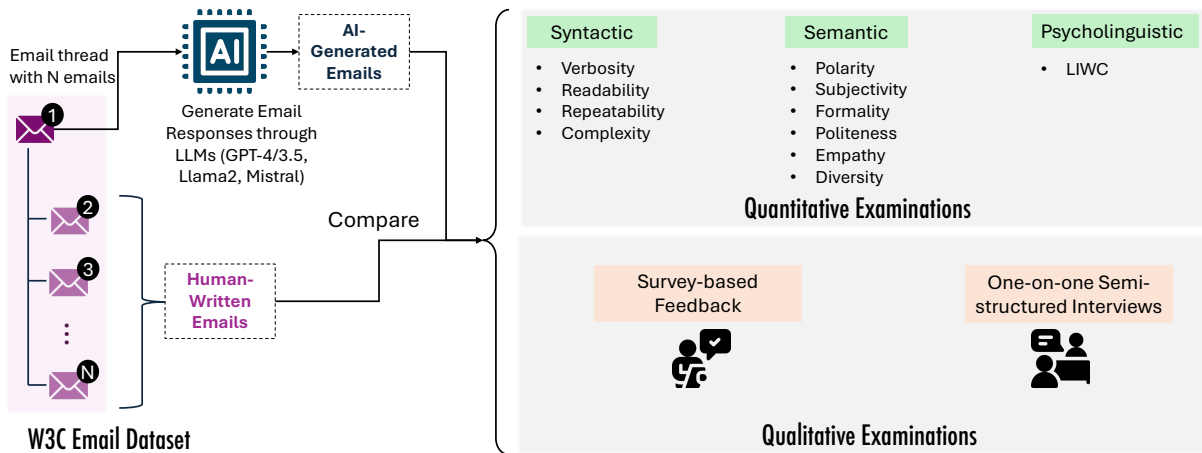 Email thread
with N emails
1
2
3
N
W3C Email Dataset
AI
Generate Email
Responses through
LLMs (GPT-4/3.5,
Llama2, Mistral)
AI-
Generated
Emails
Human-
Written
Emails
Compare
Syntactic
• Verbosity
• Readability
• Repeatability
• Complexity
Semantic
• Polarity
• Subjectivity
• Formality
• Politeness
• Empathy
• Diversity
Psycholinguistic
• LIWC
Quantitative Examinations
Survey-based
Feedback
One-on-one Semi-
structured Interviews
Qualitative Examinations